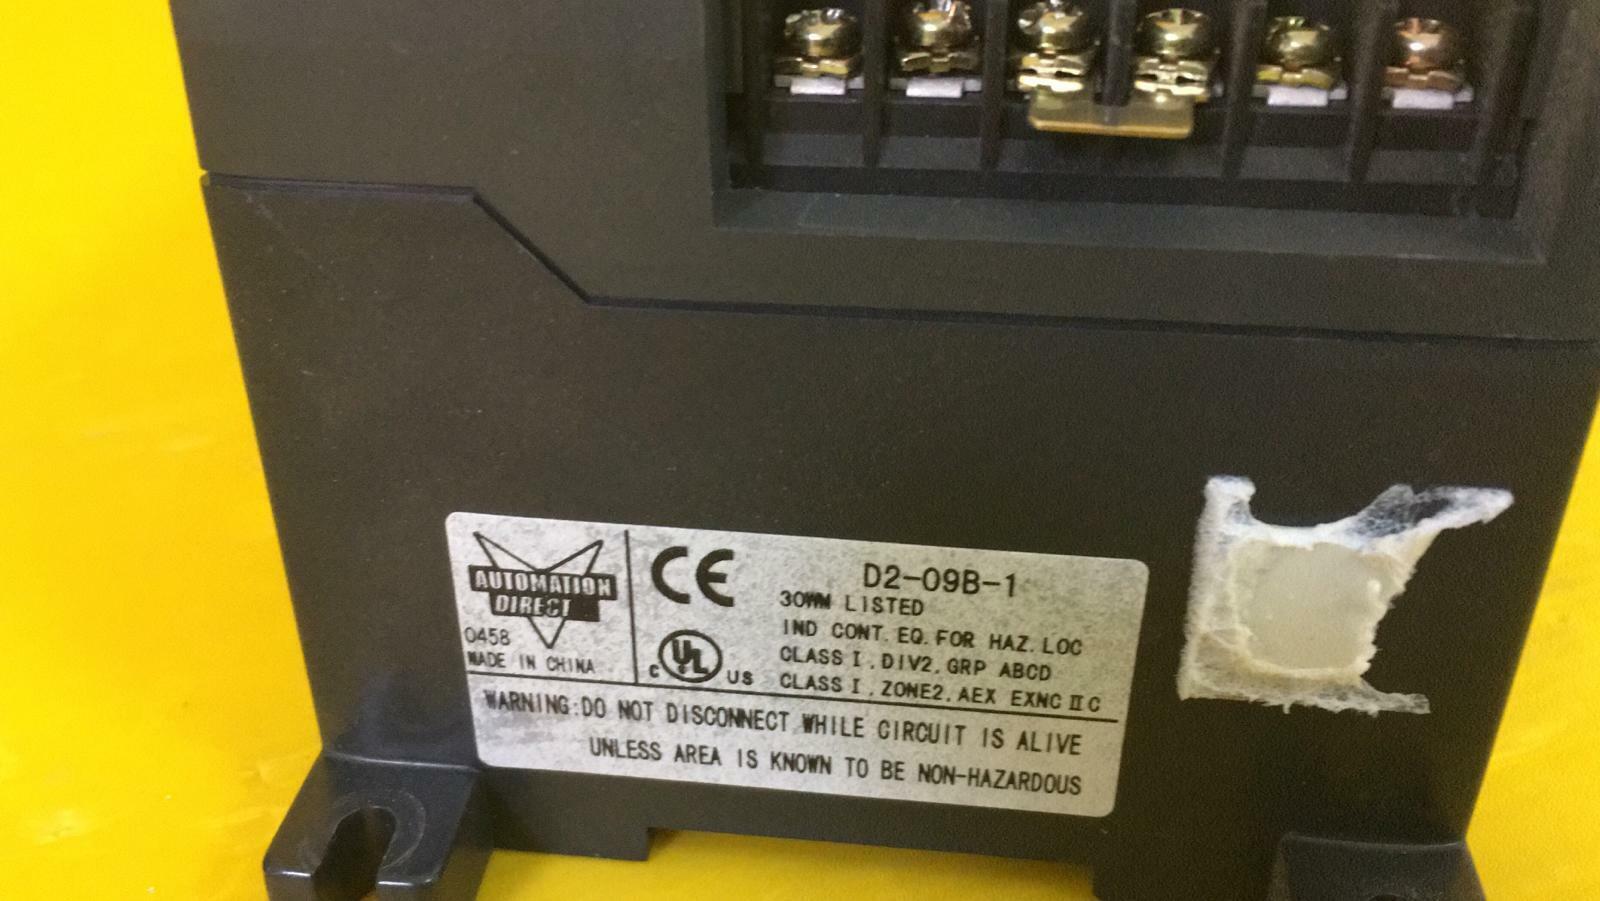 AUTOMATION
DIRECT
0458
MADE IN CHINA
CE
C UL US
D2-09B-1
30WM LISTED
IND CONT. EQ. FOR HAZ. LOC
CLASS I, DIV2, GRP ABCD
CLASS I, ZONE2, AEX EXNC IIC
WARNING:DO NOT DISCONNECT WHILE CIRCUIT IS ALIVE
UNLESS AREA IS KNOWN TO BE NON-HAZARDOUS